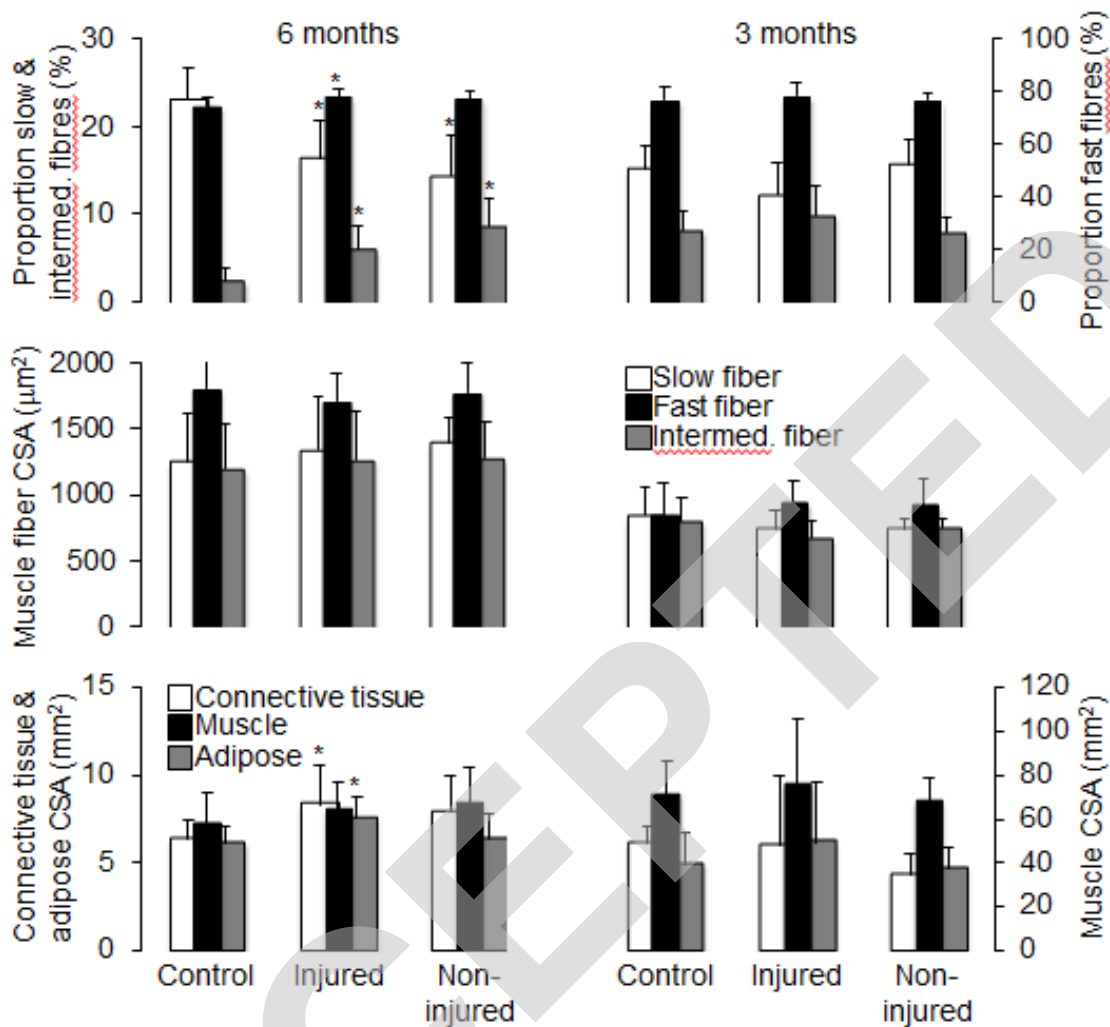 6 months
3 months
Proportion slow &
intermed. fibres (%)
30
20
10
0
100
80
60
40
20
0
Proportion fast fibres (%)
*
*
*
*
*
Muscle fiber CSA (µm²)
2000
1500
1000
500
0
Slow fiber
Fast fiber
Intermed. fiber
Connective tissue &
adipose CSA (mm²)
15
10
5
0
Connective tissue
Muscle
Adipose
*
*
120
100
80
60
40
20
0
Muscle CSA (mm²)
Control
Injured
Non-
injured
Control
Injured
Non-
injured
CEPTED